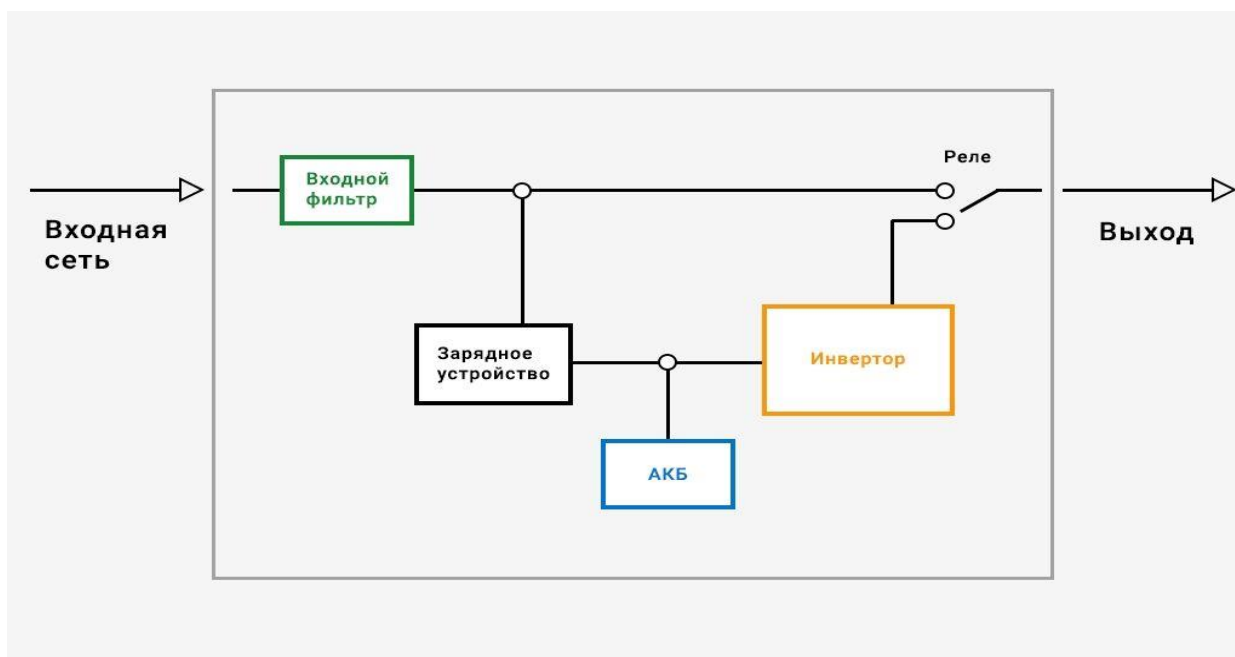 Реле
Входной
фильтр
Входная
сеть
Выход
Зарядное
устройство
Инвертор
АКБ